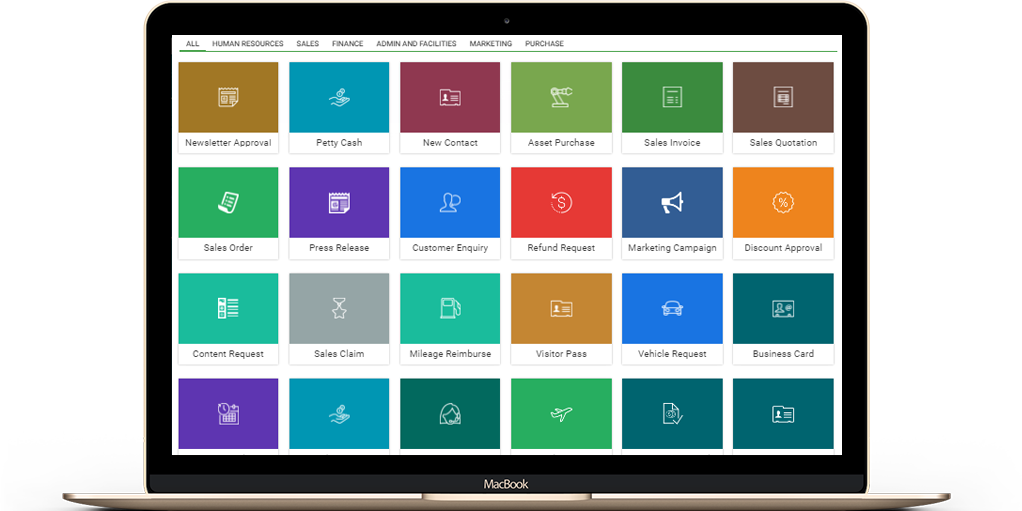 ALL HUMAN RESOURCES SALES FINANCE ADMIN AND FACILITIES MARKETING PURCHASE
Newsletter Approval Petty Cash New Contact Asset Purchase Sales Invoice Sales Quotation
Sales Order Press Release Customer Enquiry Refund Request Marketing Campaign Discount Approval
Content Request Sales Claim Mileage Reimburse Visitor Pass Vehicle Request Business Card
MacBook